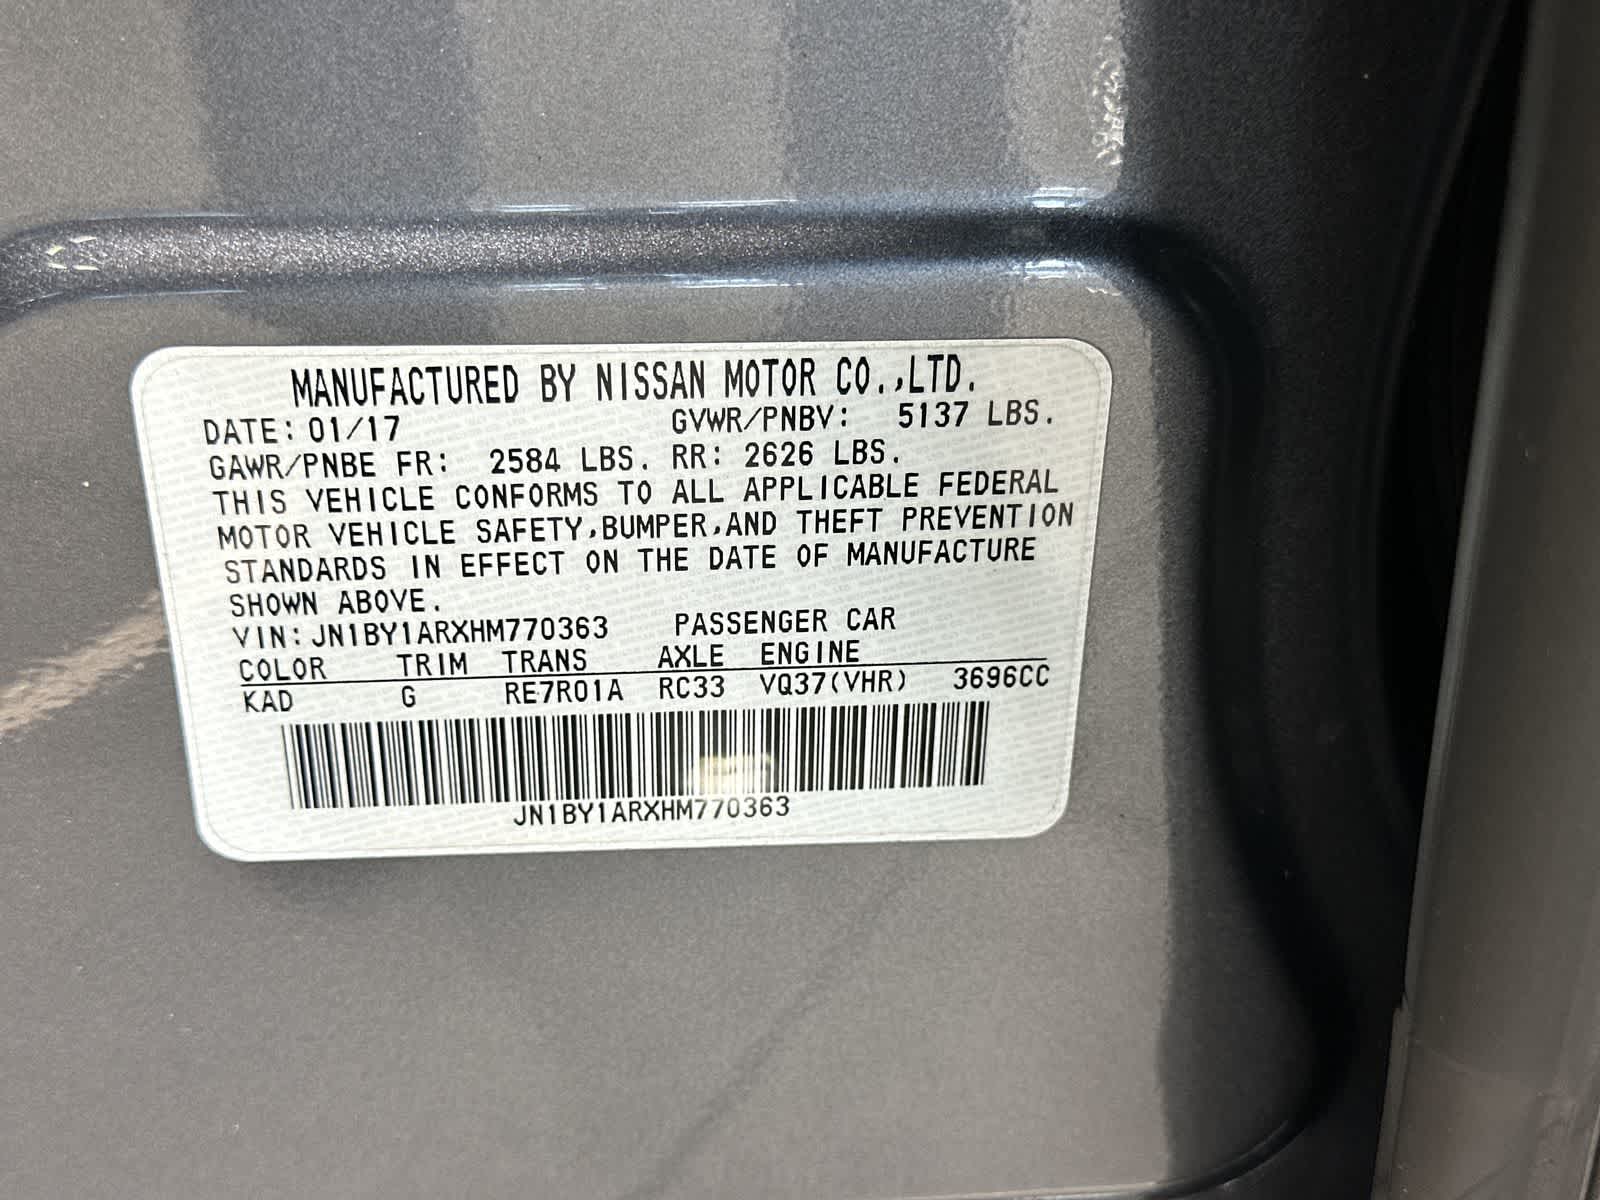 MANUFACTURED BY NISSAN MOTOR CO.,LTD.
DATE: 01/17 GVWR/PNBV: 5137 LBS.
GAWR/PNBE FR: 2584 LBS. RR: 2626 LBS.
THIS VEHICLE CONFORMS TO ALL APPLICABLE FEDERAL
MOTOR VEHICLE SAFETY,BUMPER,AND THEFT PREVENTION
STANDARDS IN EFFECT ON THE DATE OF MANUFACTURE
SHOWN ABOVE.
VIN: JN1BY1ARXHM770363 PASSENGER CAR
COLOR TRIM TRANS AXLE ENGINE
KAD G RE7R01A RC33 VQ37(VHR) 3696CC
JN1BY1ARXHM770363